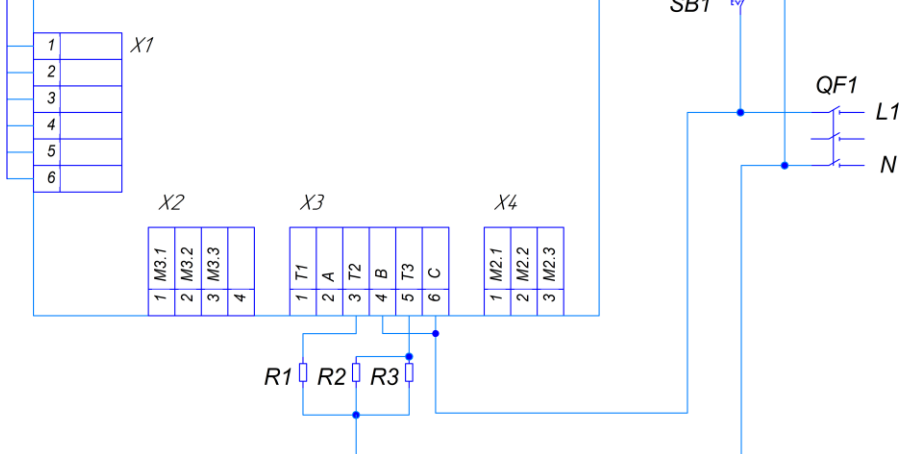 SB1
X1
1
2
3
4
5
6
QF1
L1
N
X2
1 M3.1
2 M3.2
3 M3.3
4
X3
1 T1
2 A
3 T2
4 B
5 T3
6 C
X4
1 M2.1
2 M2.2
3 M2.3
R1 R2 R3